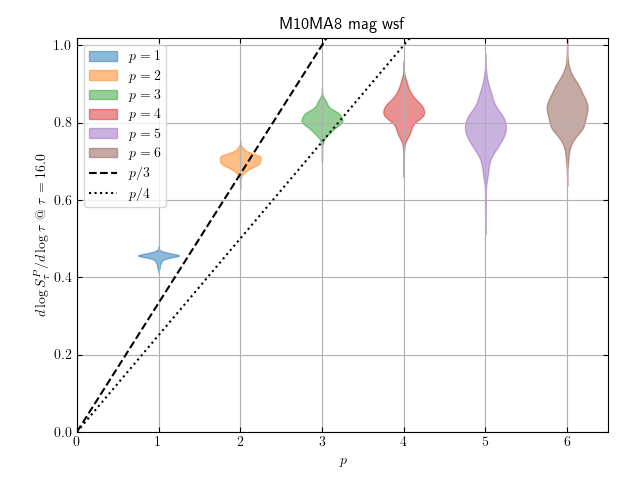 M10MA8 mag wsf
d log S_τ^P / d log τ @ τ = 16.0
1.0
0.8
0.6
0.4
0.2
0.0
p = 1
p = 2
p = 3
p = 4
p = 5
p = 6
p/3
p/4
0 1 2 3 4 5 6
p